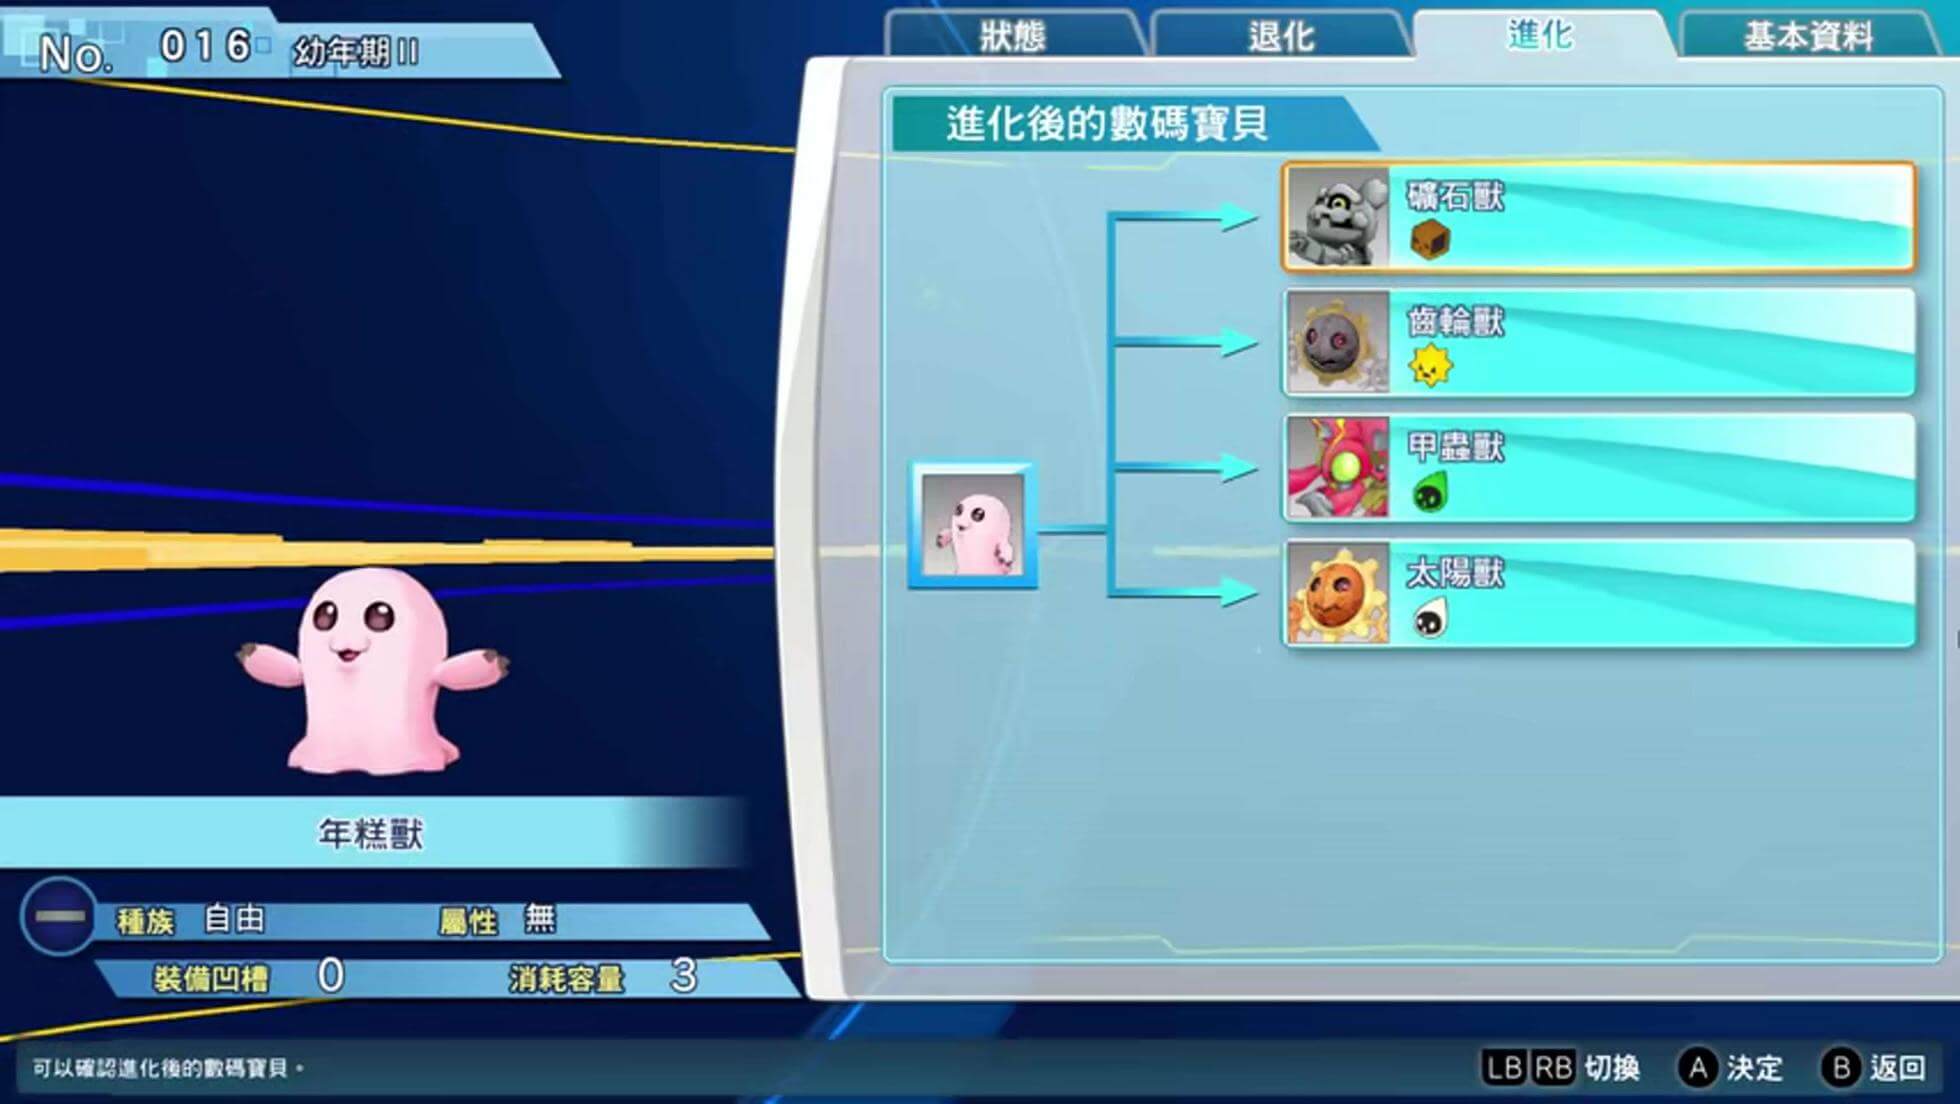 No. 016 幼年期II
狀態 退化 進化 基本資料
進化後的數碼寶貝
礦石獸
齒輪獸
甲蟲獸
太陽獸
年糕獸
種族 自由 屬性 無
裝備凹槽 0 消耗容量 3
可以確認進化後的數碼寶貝。
LB RB 切換 A 決定 B 返回